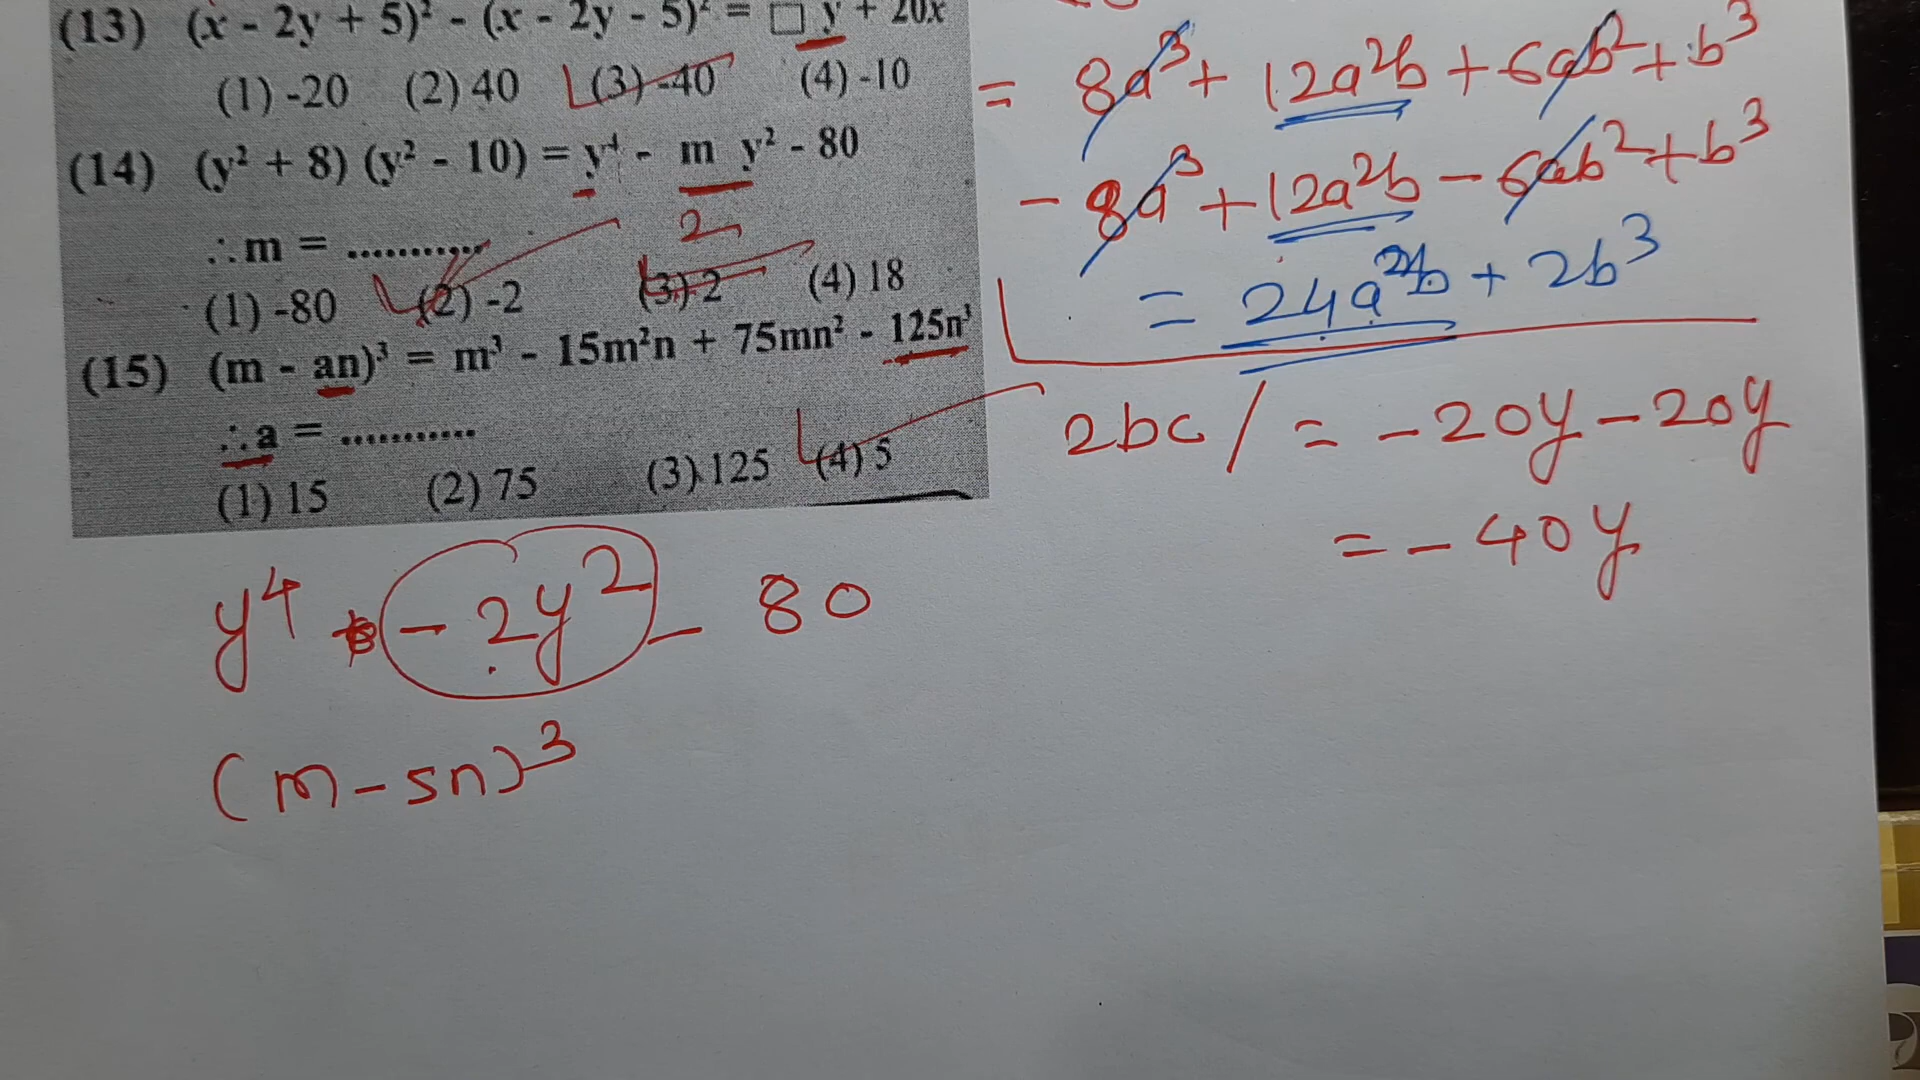 (13) (x - 2y + 5)² - (x - 2y - 5)² = □ y + 20x
(1) -20 (2) 40 (3) -40 (4) -10
(14) (y² + 8) (y² - 10) = y⁴ - m y² - 80
2
∴ m = ............
(1) -80 (2) -2 (3) 2 (4) 18
(15) (m - an)³ = m³ - 15m²n + 75mn² - 125n³
∴ a = ............
(1) 15 (2) 75 (3) 125 (4) 5
= 8a³ + 12a²b + 6ab² + b³
- 8a³ + 12a²b - 6ab² + b³
= 24a²b + 2b³
2bc / = - 20y - 20y
= - 40y
y⁴ - 2y² - 80
(m - 5n)³